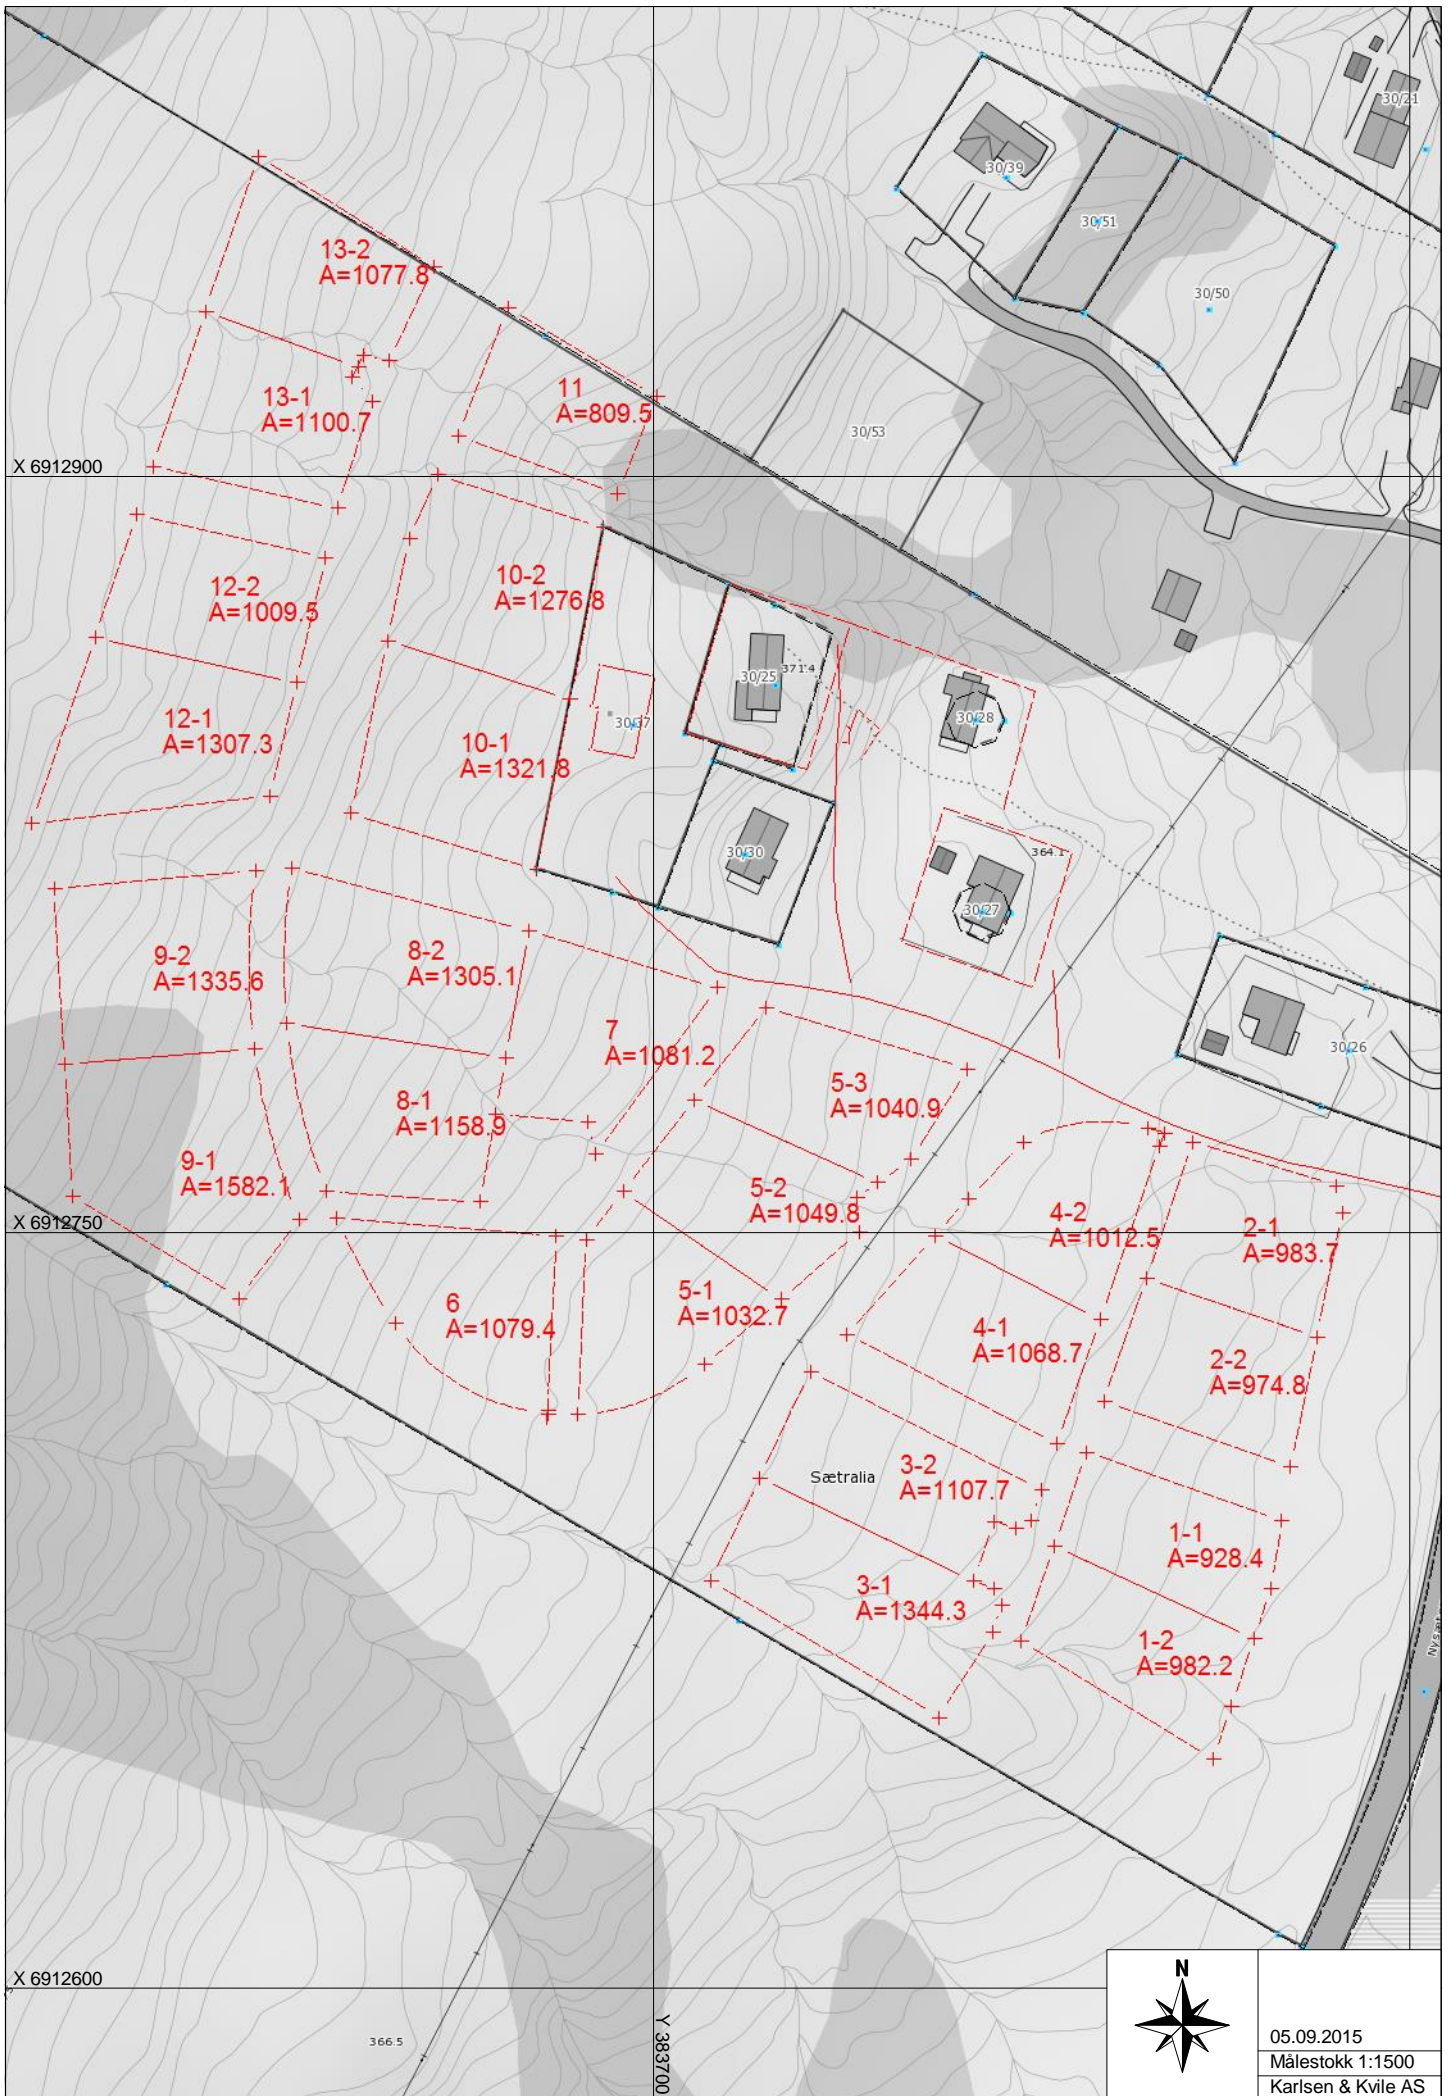 30/21
30/39
30/51
13-2
A=1077.8
30/50
13-1
A=1100.7
11
A=809.5
30/53
X 6912900
12-2
A=1009.5
10-2
A=1276.8
30/25
371.4
30/37
30/28
12-1
A=1307.3
10-1
A=1321.8
30/30
364.1
30/27
9-2
A=1335.6
8-2
A=1305.1
7
A=1081.2
30/26
5-3
A=1040.9
8-1
A=1158.9
9-1
A=1582.1
5-2
A=1049.8
4-2
A=1012.5
2-1
A=983.7
X 6912750
6
A=1079.4
5-1
A=1032.7
4-1
A=1068.7
2-2
A=974.8
Sætralia
3-2
A=1107.7
1-1
A=928.4
3-1
A=1344.3
1-2
A=982.2
X 6912600
N
Y 383700
366.5
05.09.2015
Målestokk 1:1500
Karlsen & Kvile AS